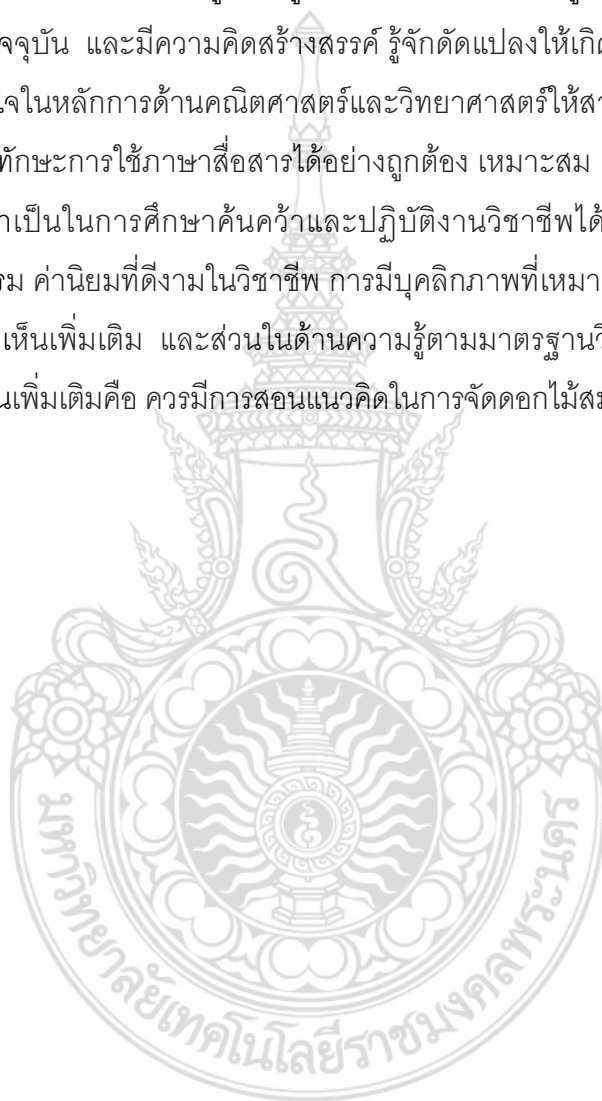 จจุบัน และมีความคิดสร้างสรรค์ รู้จักดัดแปลงให้เกิด
ใจในหลักการด้านคณิตศาสตร์และวิทยาศาสตร์ให้สา
ทักษะการใช้ภาษาสื่อสารได้อย่างถูกต้อง เหมาะสม
าเป็นในการศึกษาค้นคว้าและปฏิบัติงานวิชาชีพได้
รม ค่านิยมที่ดีงามในวิชาชีพ การมีบุคลิกภาพที่เหมา
เห็นเพิ่มเติม และส่วนในด้านความรู้ตามมาตรฐานวิ
นเพิ่มเติมคือ ควรมีการสอนแนวคิดในการจัดดอกไม้สม
มหาวิทยาลัยเทคโนโลยีราชมงคลพระนคร